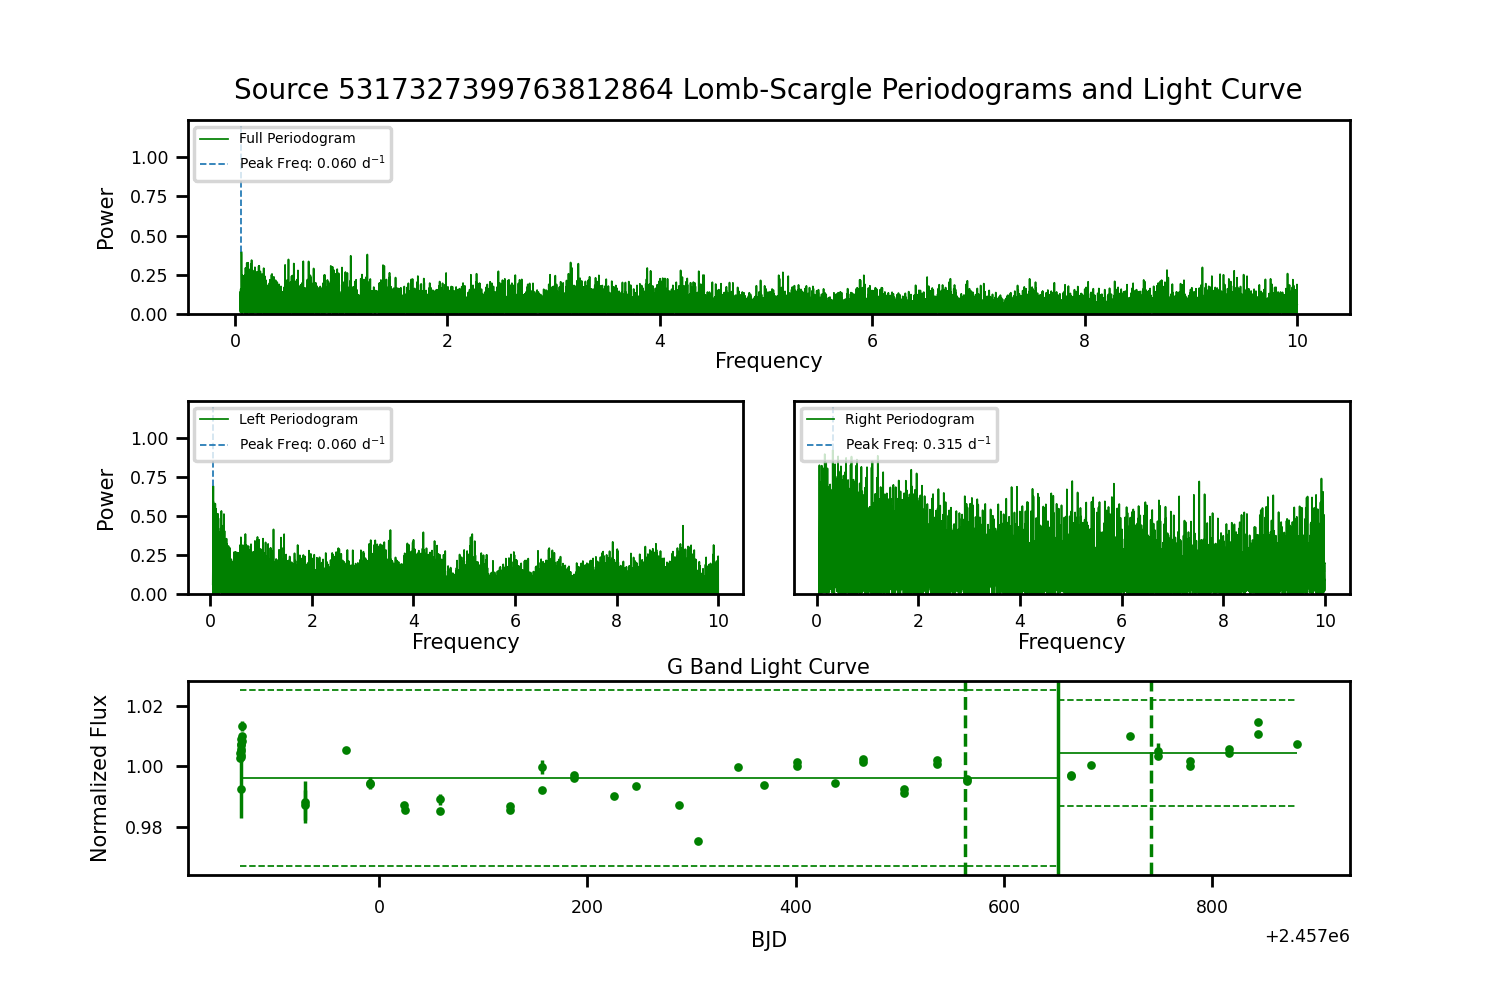 Source 5317327399763812864 Lomb-Scargle Periodograms and Light Curve
Full Periodogram
Peak Freq: 0.060 d⁻¹
1.00
0.75
0.50
0.25
0.00
Power
0 2 4 6 8 10
Frequency
Left Periodogram
Peak Freq: 0.060 d⁻¹
1.00
0.75
0.50
0.25
0.00
Power
0 2 4 6 8 10
Frequency
Right Periodogram
Peak Freq: 0.315 d⁻¹
0 2 4 6 8 10
Frequency
G Band Light Curve
1.02
1.00
0.98
Normalized Flux
0 200 400 600 800
BJD
+2.457e6